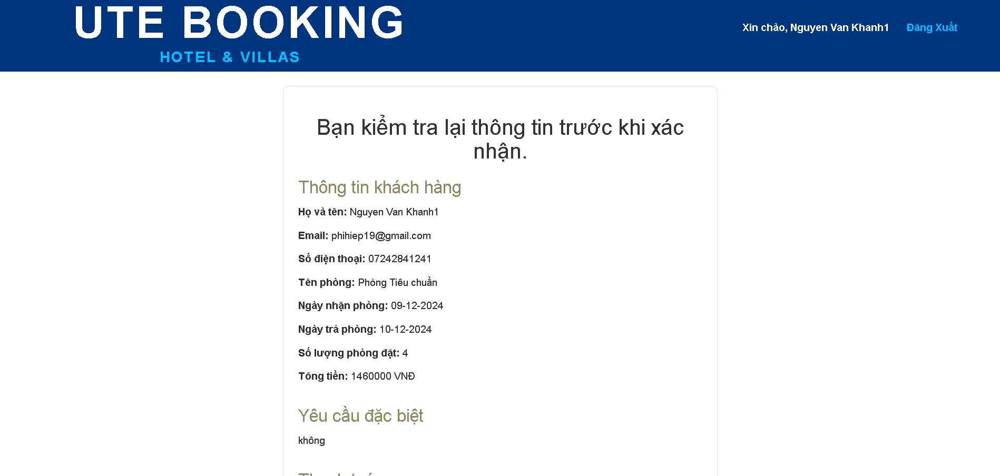 UTE BOOKING
HOTEL & VILLAS
Xin chào, Nguyen Van Khanh1 Đăng Xuất
Bạn kiểm tra lại thông tin trước khi xác
nhận.
Thông tin khách hàng
Họ và tên: Nguyen Van Khanh1
Email: phihiep19@gmail.com
Số điện thoại: 07242841241
Tên phòng: Phòng Tiêu chuẩn
Ngày nhận phòng: 09-12-2024
Ngày trả phòng: 10-12-2024
Số lượng phòng đặt: 4
Tông tiền: 1460000 VNĐ
Yêu cầu đặc biệt
không